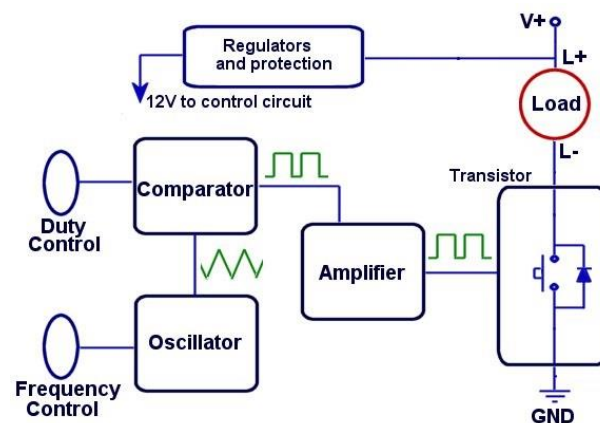 V+
Regulators
and protection
L+
12V to control circuit
Load
L-
Transistor
Comparator
Duty
Control
Amplifier
Oscillator
Frequency
Control
GND